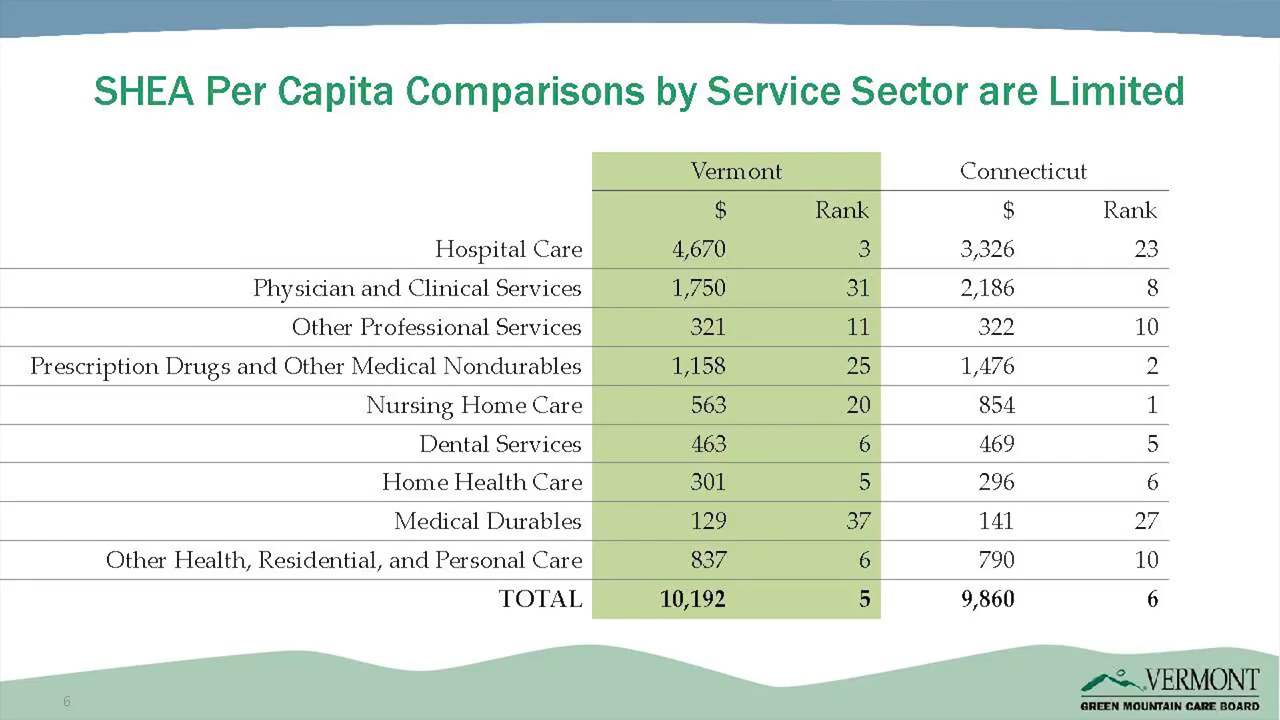 SHEA Per Capita Comparisons by Service Sector are Limited
Vermont Connecticut
$ Rank $ Rank
Hospital Care 4,670 3 3,326 23
Physician and Clinical Services 1,750 31 2,186 8
Other Professional Services 321 11 322 10
Prescription Drugs and Other Medical Nondurables 1,158 25 1,476 2
Nursing Home Care 563 20 854 1
Dental Services 463 6 469 5
Home Health Care 301 5 296 6
Medical Durables 129 37 141 27
Other Health, Residential, and Personal Care 837 6 790 10
TOTAL 10,192 5 9,860 6
6
VERMONT
GREEN MOUNTAIN CARE BOARD